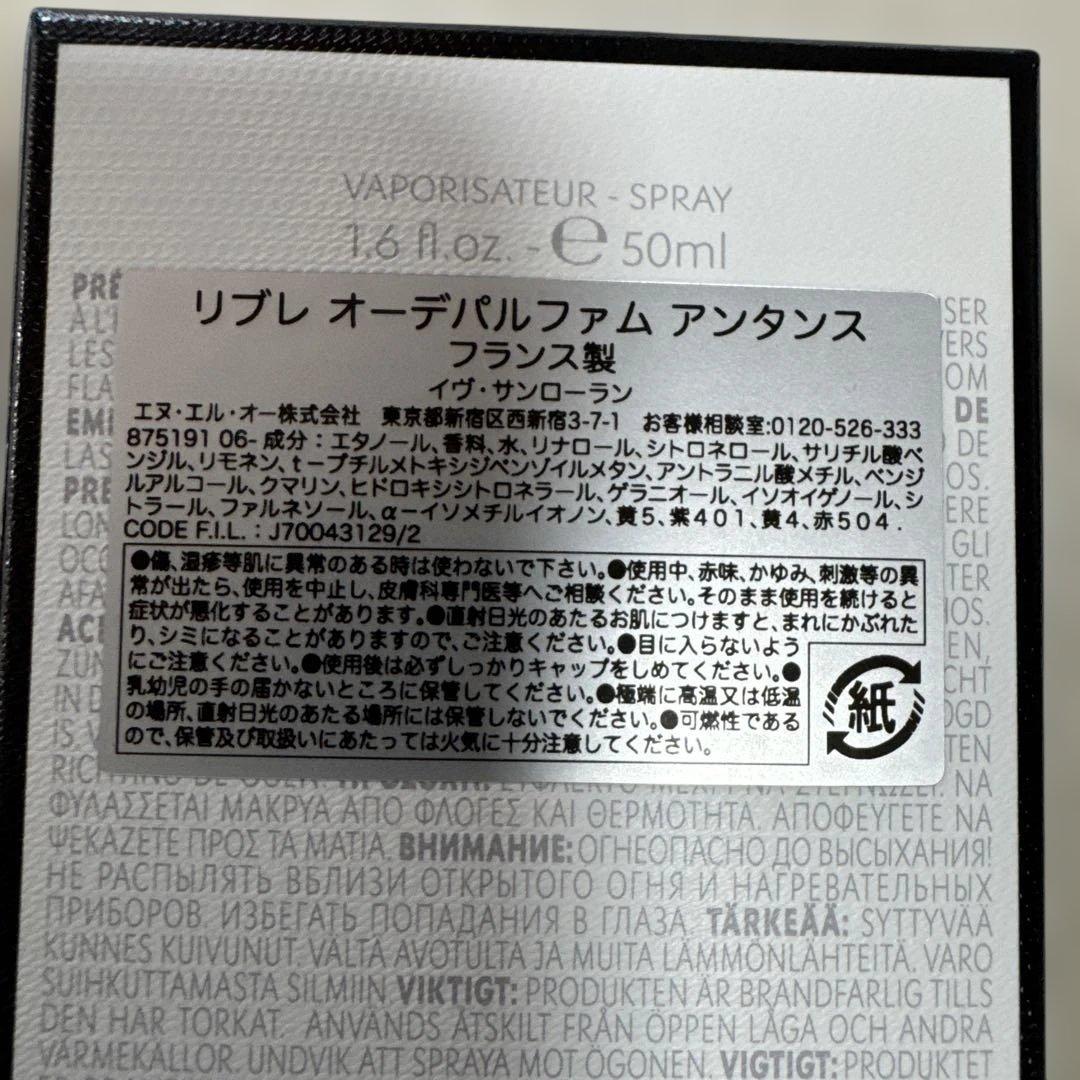 VAPORISATEUR - SPRAY
1.6 fl.oz. - ℮ 50ml
リブレ オーデパルファム アンタンス
フランス製
イヴ・サンローラン
エヌ・エル・オー株式会社 東京都新宿区西新宿3-7-1 お客様相談室:0120-526-333
875191 06- 成分：エタノール、香料、水、リナロール、シトロネロール、サリチル酸ベ
ンジル、リモネン、t－ブチルメトキシジベンゾイルメタン、アントラニル酸メチル、ベンジ
ルアルコール、クマリン、ヒドロキシシトロネラール、ゲラニオール、イソオイゲノール、シ
トラール、ファルネソール、α－イソメチルイオノン、黄5、紫401、黄4、赤504．
CODE F.I.L. : J70043129/2
●傷、湿疹等肌に異常のある時は使わないで下さい。●使用中、赤味、かゆみ、刺激等の異
常が出たら、使用を中止し、皮膚科専門医等へご相談ください。そのまま使用を続けると
症状が悪化することがあります。●直射日光のあたるお肌につけますと、まれにかぶれた
り、シミになることがありますので、ご注意ください。●目に入らないよう
にご注意ください。●使用後は必ずしっかりキャップをしめてください。●
乳幼児の手の届かないところに保管してください。●極端に高温又は低温
の場所、直射日光のあたる場所には保管しないでください。●可燃性である
ので、保管及び取扱いにあたっては火気に十分注意してください。
紙
ΦΥΛΑΣΣΕΤΑΙ ΜΑΚΡΥΑ ΑΠΟ ΦΛΟΓΕΣ ΚΑΙ ΘΕΡΜΟΤΗΤΑ. ΑΠΟΦΕΥΓΕΤΕ ΝΑ
ΨΕΚΑΖΕΤΕ ΠΡΟΣ ΤΑ ΜΑΤΙΑ. ВНИМАНИЕ: ОГНЕОПАСНО ДО ВЫСЫХАНИЯ!
НЕ РАСПЫЛЯТЬ ВБЛИЗИ ОТКРЫТОГО ОГНЯ И НАГРЕВАТЕЛЬНЫХ
ПРИБОРОВ. ИЗБЕГАТЬ ПОПАДАНИЯ В ГЛАЗА. TÄRKEÄÄ: SYTTYVÄÄ
KUNNES KUIVUNUT. VÄLTÄ AVOTULTA JA MUITA LÄMMÖNLÄHTEITÄ. VARO
SUIHKUTTAMASTA SILMIIN. VIKTIGT: PRODUKTEN ÄR BRANDFARLIG TILLS
DEN HAR TORKAT. ANVÄNDS ÅTSKILT FRÅN ÖPPEN LÅGA OCH ANDRA
VÄRMEKÄLLOR. UNDVIK ATT SPRAYA MOT ÖGONEN. VIGTIGT: PRODUKTET